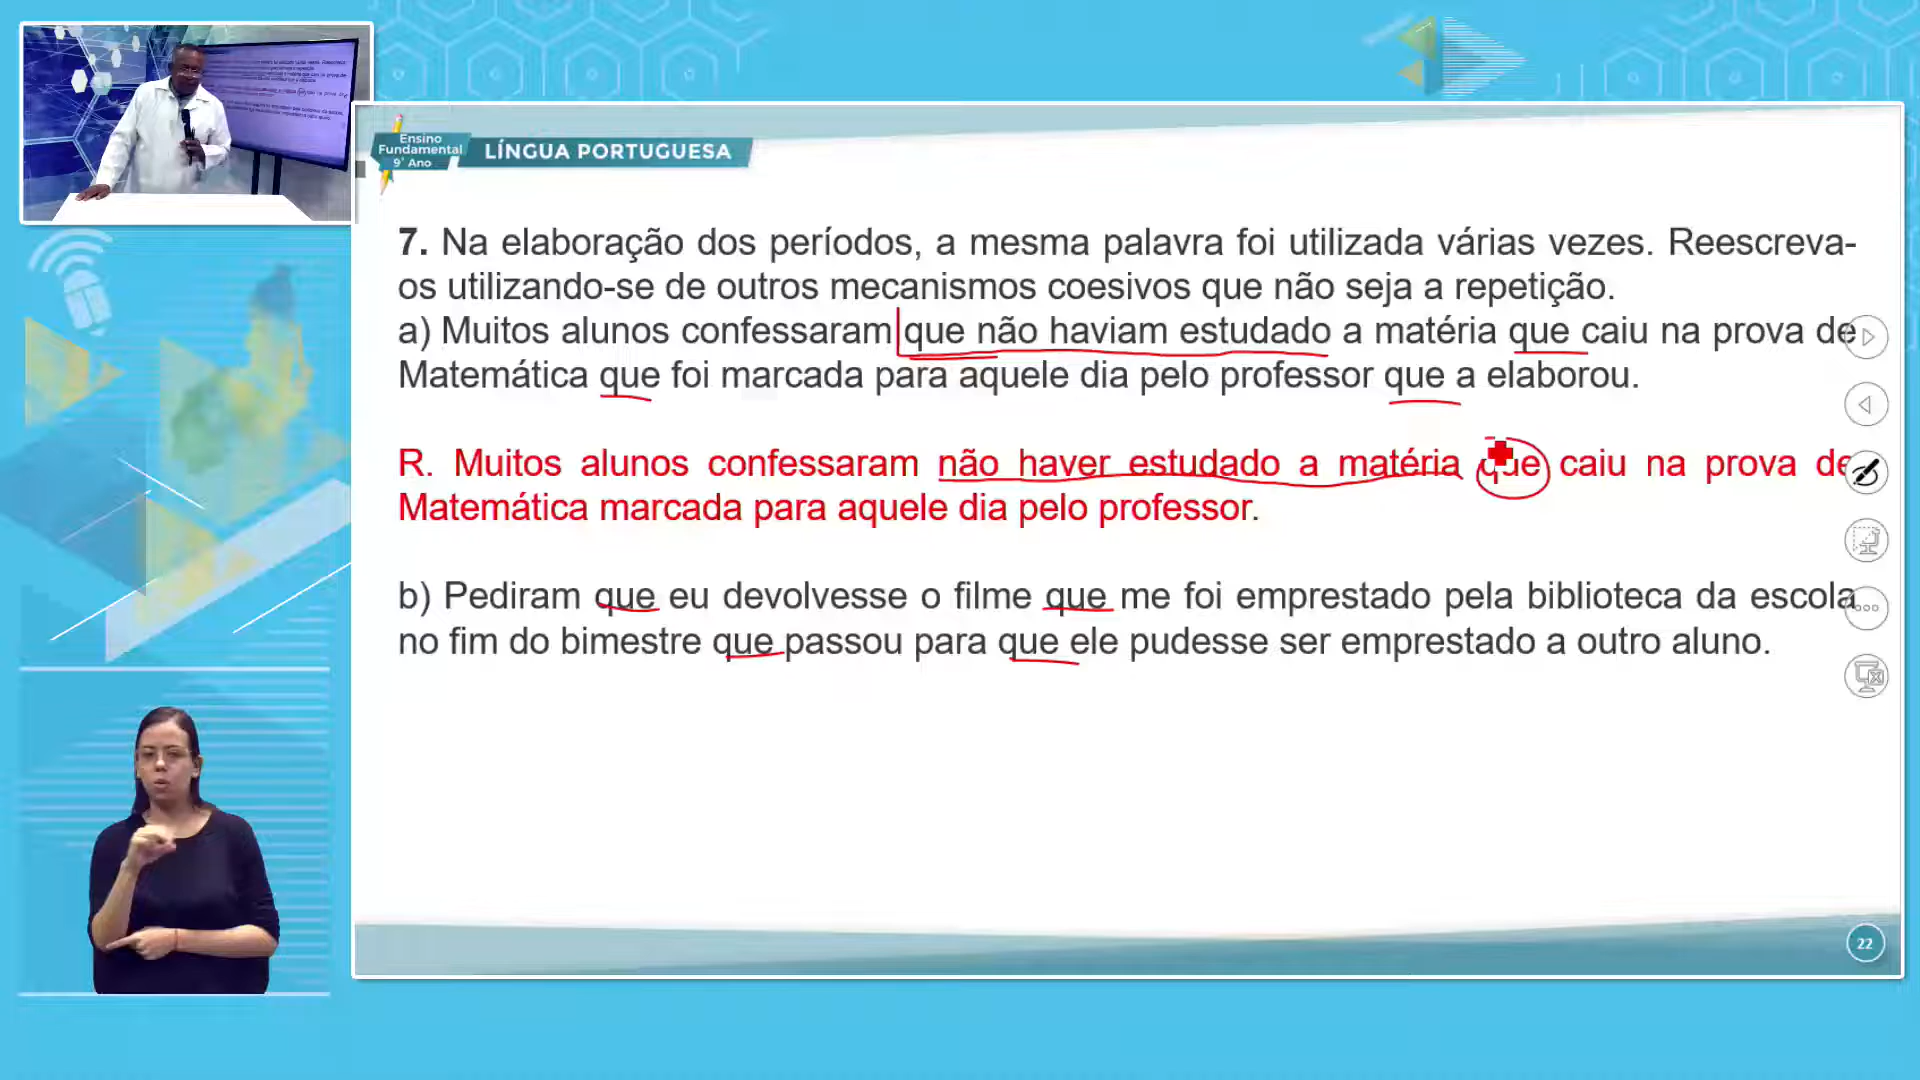 Ensino
Fundamental
9° Ano
LÍNGUA PORTUGUESA
7. Na elaboração dos períodos, a mesma palavra foi utilizada várias vezes. Reescreva-
os utilizando-se de outros mecanismos coesivos que não seja a repetição.
a) Muitos alunos confessaram que não haviam estudado a matéria que caiu na prova de
Matemática que foi marcada para aquele dia pelo professor que a elaborou.
R. Muitos alunos confessaram não haver estudado a matéria que caiu na prova de
Matemática marcada para aquele dia pelo professor.
b) Pediram que eu devolvesse o filme que me foi emprestado pela biblioteca da escola
no fim do bimestre que passou para que ele pudesse ser emprestado a outro aluno.
22